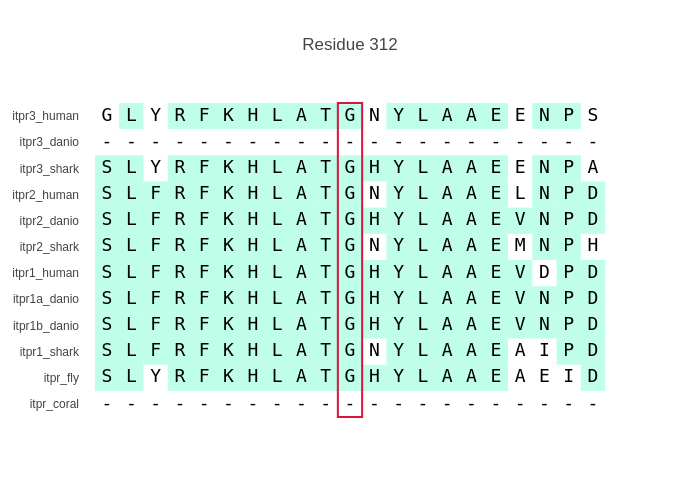 Residue 312
itpr3_human G L Y R F K H L A T G N Y L A A E E N P S
itpr3_danio - - - - - - - - - - - - - - - - - - - - -
itpr3_shark S L Y R F K H L A T G H Y L A A E E N P A
itpr2_human S L F R F K H L A T G N Y L A A E L N P D
itpr2_danio S L F R F K H L A T G H Y L A A E V N P D
itpr2_shark S L F R F K H L A T G N Y L A A E M N P H
itpr1_human S L F R F K H L A T G H Y L A A E V D P D
itpr1a_danio S L F R F K H L A T G H Y L A A E V N P D
itpr1b_danio S L F R F K H L A T G H Y L A A E V N P D
itpr1_shark S L F R F K H L A T G N Y L A A E A I P D
itpr_fly S L Y R F K H L A T G H Y L A A E A E I D
itpr_coral - - - - - - - - - - - - - - - - - - - - -